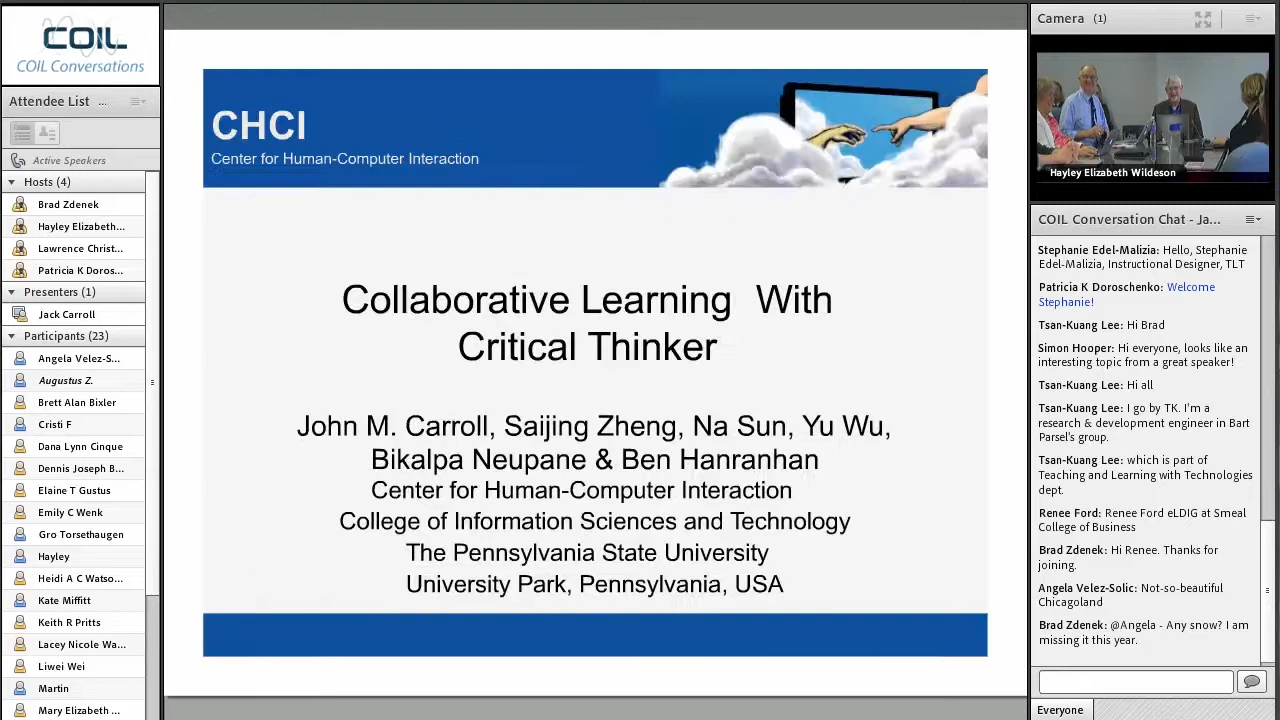 COIL
COIL Conversations
Attendee List ...
Active Speakers
Hosts (4)
Brad Zdenek
Hayley Elizabeth...
Lawrence Christ...
Patricia K Doros...
Presenters (1)
Jack Carroll
Participants (23)
Angela Velez-S...
Augustus Z.
Brett Alan Bixler
Cristi F
Dana Lynn Cinque
Dennis Joseph B...
Elaine T Gustus
Emily C Wenk
Gro Torsethaugen
Hayley
Heidi A C Watso...
Kate Miffitt
Keith R Pritts
Lacey Nicole Wa...
Liwei Wei
Martin
Mary Elizabeth ...
CHCI
Center for Human-Computer Interaction
Collaborative Learning With
Critical Thinker
John M. Carroll, Saijing Zheng, Na Sun, Yu Wu,
Bikalpa Neupane & Ben Hanranhan
Center for Human-Computer Interaction
College of Information Sciences and Technology
The Pennsylvania State University
University Park, Pennsylvania, USA
Camera (1)
Hayley Elizabeth Wildeson
COIL Conversation Chat - Ja...
Stephanie Edel-Malizia: Hello, Stephanie
Edel-Malizia, Instructional Designer, TLT
Patricia K Doroschenko: Welcome
Stephanie!
Tsan-Kuang Lee: Hi Brad
Simon Hooper: Hi everyone, looks like an
interesting topic from a great speaker!
Tsan-Kuang Lee: Hi all
Tsan-Kuang Lee: I go by TK. I'm a
research & development engineer in Bart
Parsel's group.
Tsan-Kuang Lee: which is part of
Teaching and Learning with Technologies
dept.
Renee Ford: Renee Ford eLDIG at Smeal
College of Business
Brad Zdenek: Hi Renee. Thanks for
joining.
Angela Velez-Solic: Not-so-beautiful
Chicagoland
Brad Zdenek: @Angela - Any snow? I am
missing it this year.
Everyone